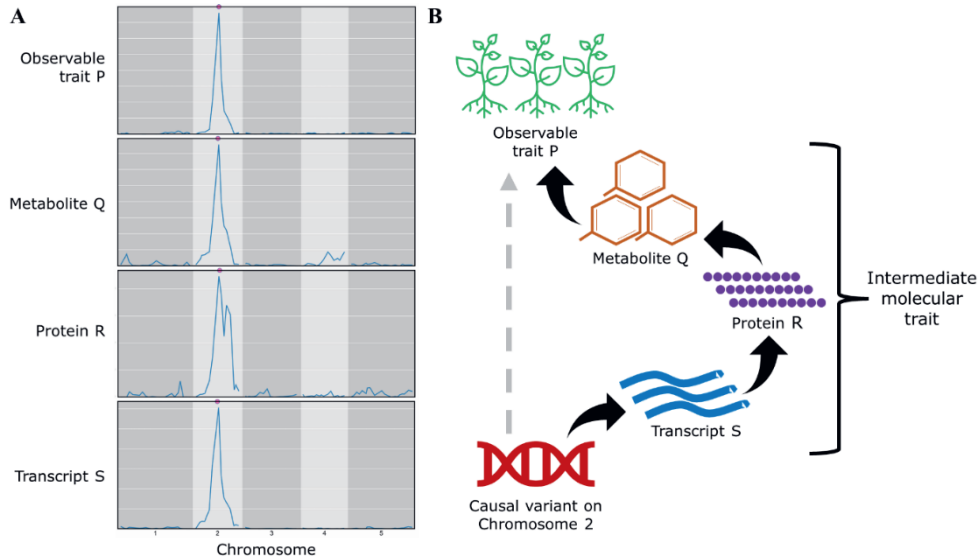 A
Observable
trait P
Metabolite Q
Protein R
Transcript S
1 2 3 4 5
Chromosome
B
Observable
trait P
Metabolite Q
Protein R
Transcript S
Causal variant on
Chromosome 2
Intermediate
molecular
trait